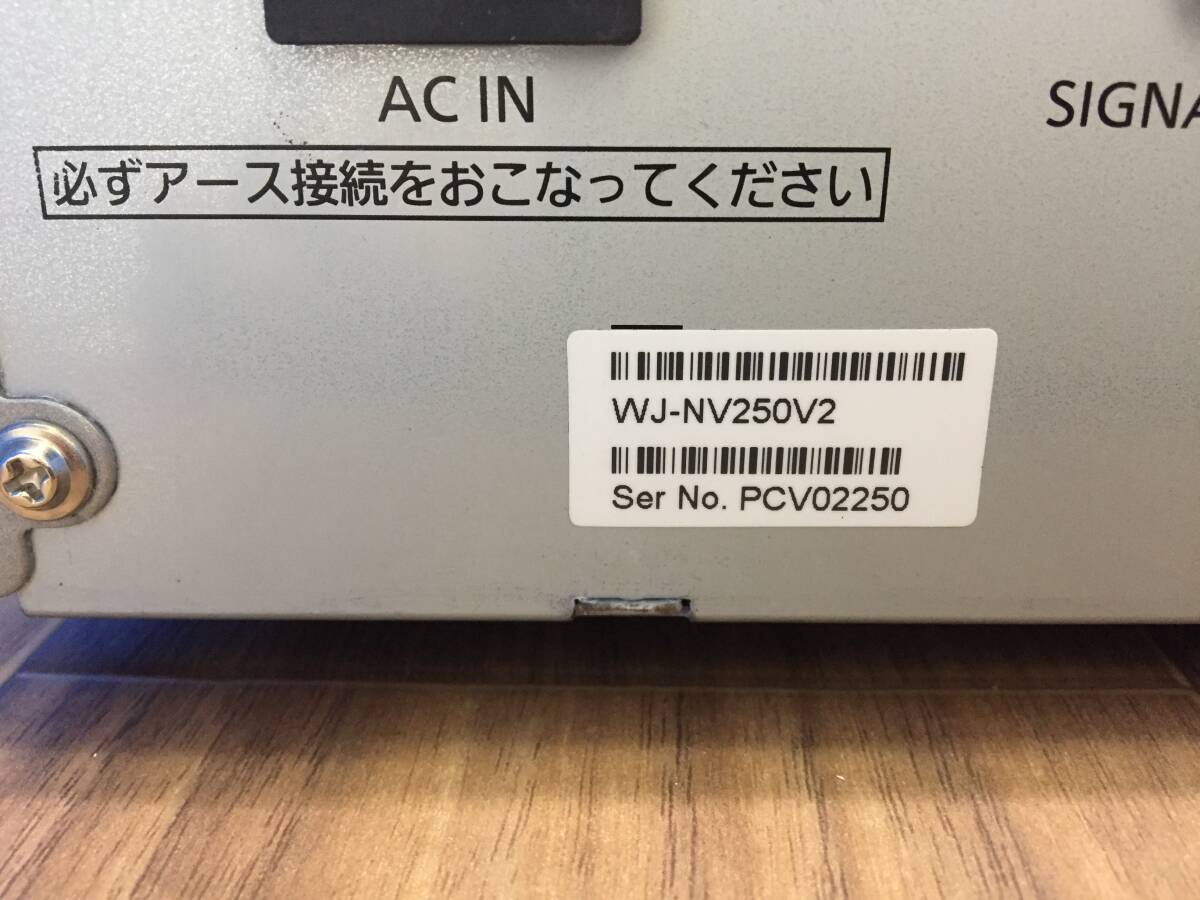 AC IN
SIGNA
必ずアース接続をおこなってください
WJ-NV250V2
Ser No. PCV02250